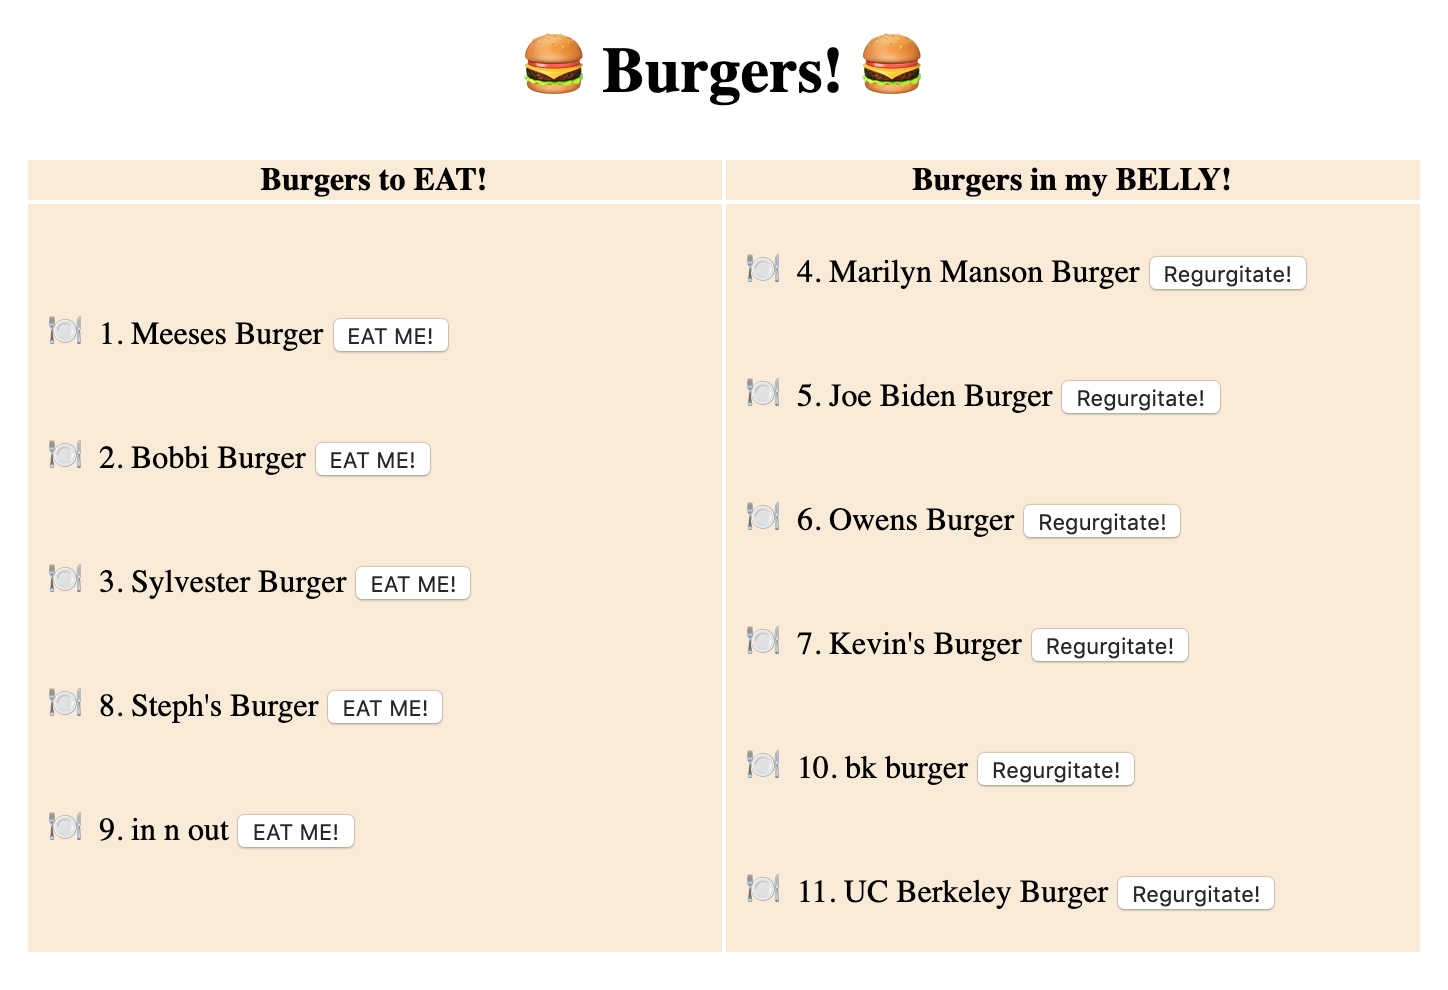 🍔 Burgers! 🍔
Burgers to EAT!
🍽 1. Meeses Burger EAT ME!
🍽 2. Bobbi Burger EAT ME!
🍽 3. Sylvester Burger EAT ME!
🍽 8. Steph's Burger EAT ME!
🍽 9. in n out EAT ME!
Burgers in my BELLY!
🍽 4. Marilyn Manson Burger Regurgitate!
🍽 5. Joe Biden Burger Regurgitate!
🍽 6. Owens Burger Regurgitate!
🍽 7. Kevin's Burger Regurgitate!
🍽 10. bk burger Regurgitate!
🍽 11. UC Berkeley Burger Regurgitate!